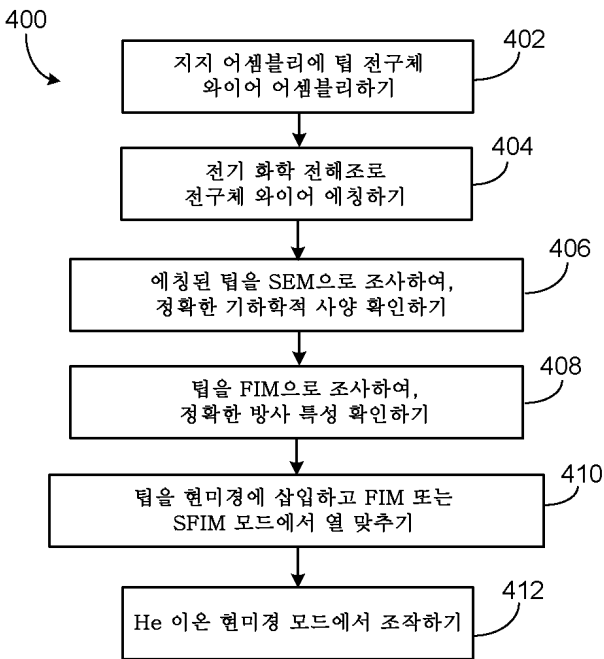 400
지지 어셈블리에 팁 전구체
와이어 어셈블리하기
402
전기 화학 전해조로
전구체 와이어 에칭하기
404
에칭된 팁을 SEM으로 조사하여,
정확한 기하학적 사양 확인하기
406
팁을 FIM으로 조사하여,
정확한 방사 특성 확인하기
408
팁을 현미경에 삽입하고 FIM 또는
SFIM 모드에서 열 맞추기
410
He 이온 현미경 모드에서 조작하기
412